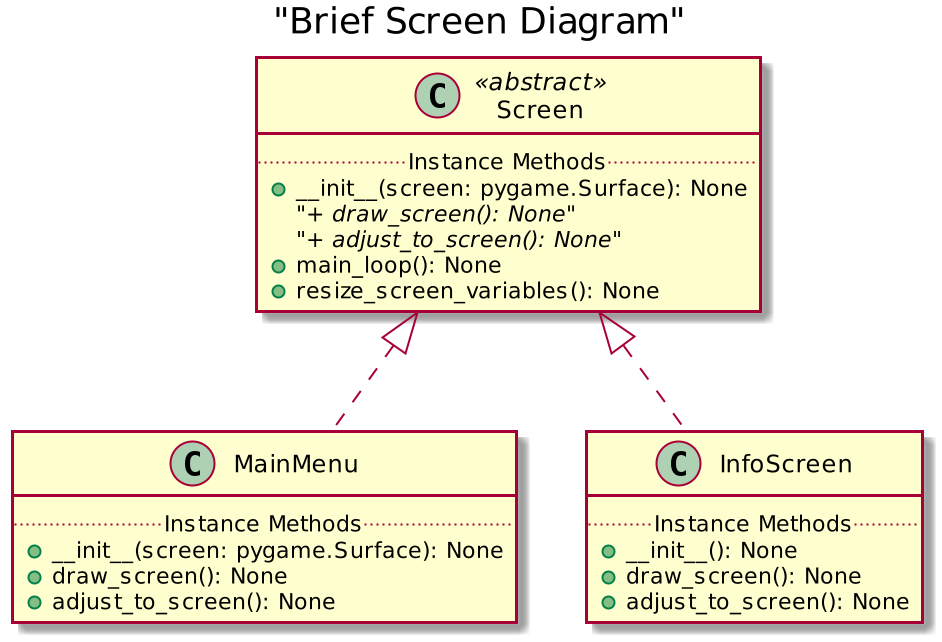 "Brief Screen Diagram"
C
«abstract»
Screen
Instance Methods
__init__(screen: pygame.Surface): None
"+ draw_screen(): None"
"+ adjust_to_screen(): None"
main_loop(): None
resize_screen_variables(): None
C MainMenu
Instance Methods
__init__(screen: pygame.Surface): None
draw_screen(): None
adjust_to_screen(): None
C InfoScreen
Instance Methods
__init__(): None
draw_screen(): None
adjust_to_screen(): None